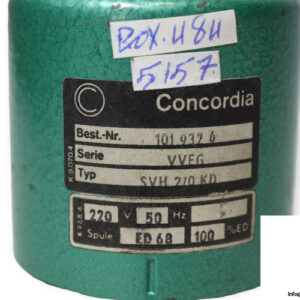 BOX.484
5157
Concordia
Best.-Nr. 101 932 6
Serie VVEG
Typ SVH 2/0 KD
220 V 50 Hz
Spule ED 68 100 %ED